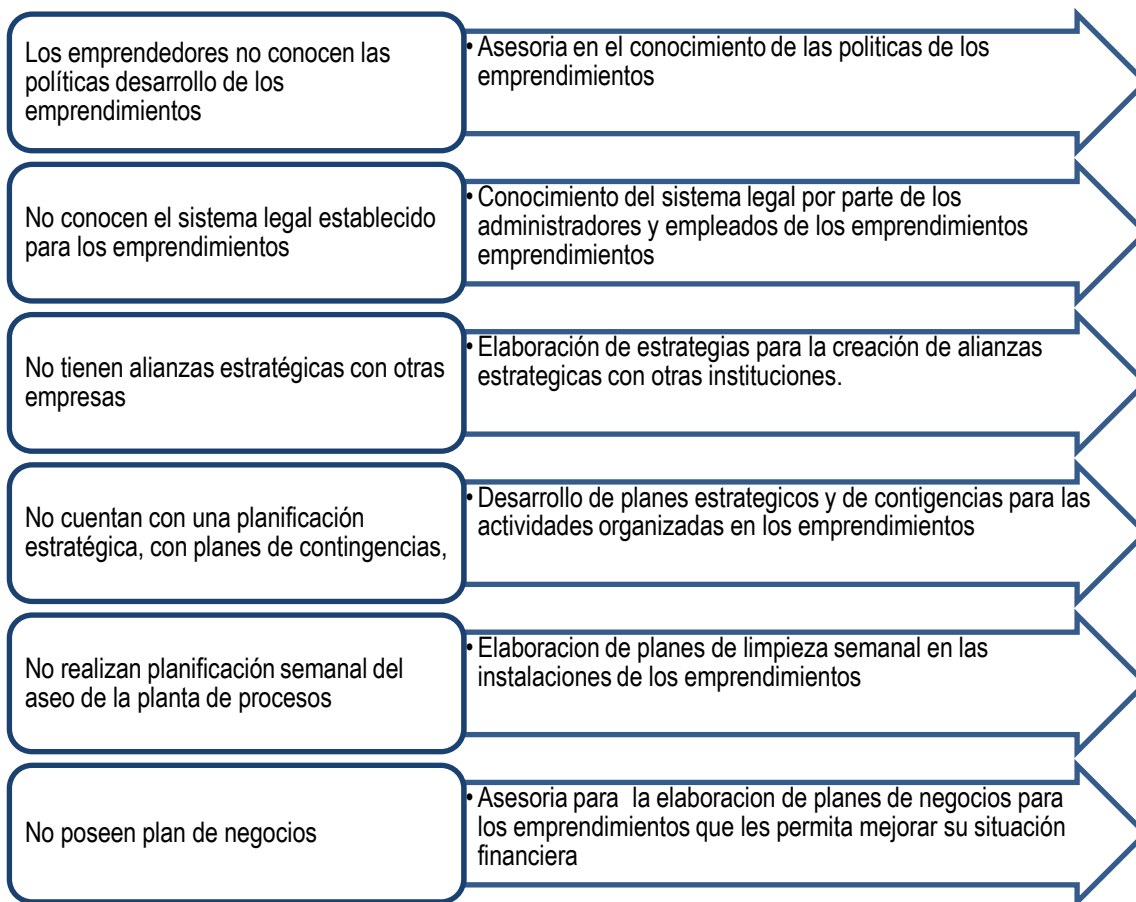 Los emprendedores no conocen las
políticas desarrollo de los
emprendimientos
• Asesoria en el conocimiento de las politicas de los
emprendimientos
No conocen el sistema legal establecido
para los emprendimientos
• Conocimiento del sistema legal por parte de los
administradores y empleados de los emprendimientos
emprendimientos
No tienen alianzas estratégicas con otras
empresas
• Elaboración de estrategias para la creación de alianzas
estrategicas con otras instituciones.
No cuentan con una planificación
estratégica, con planes de contingencias,
• Desarrollo de planes estrategicos y de contigencias para las
actividades organizadas en los emprendimientos
No realizan planificación semanal del
aseo de la planta de procesos
• Elaboracion de planes de limpieza semanal en las
instalaciones de los emprendimientos
No poseen plan de negocios
• Asesoria para la elaboracion de planes de negocios para
los emprendimientos que les permita mejorar su situación
financiera